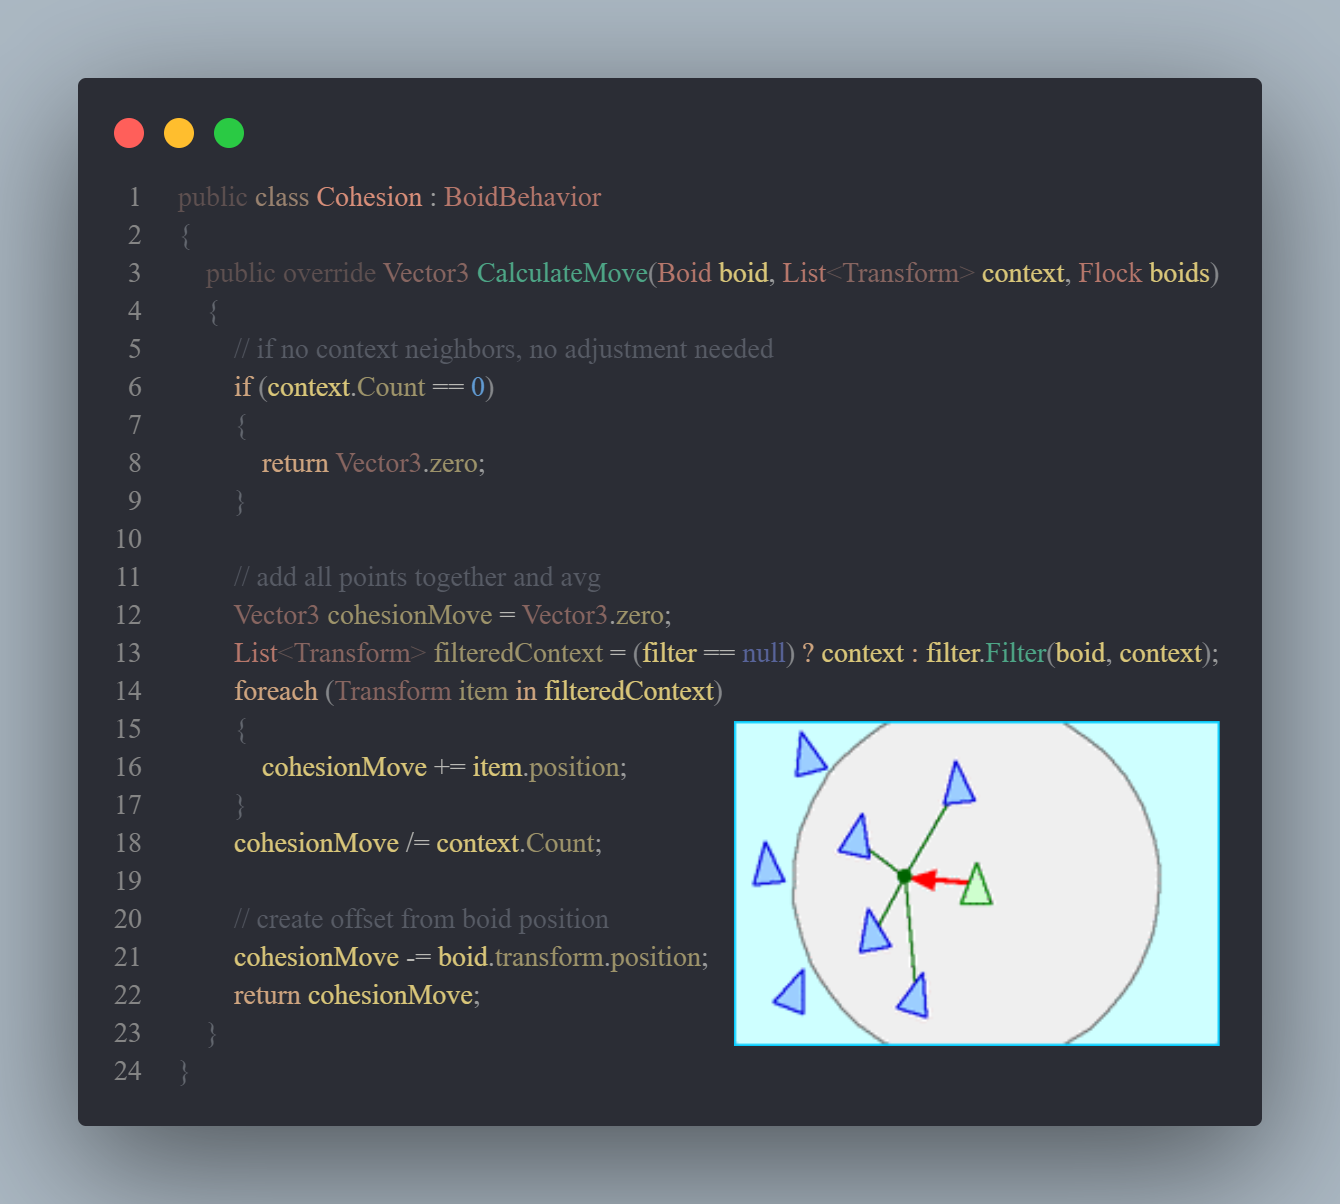 1 public class Cohesion : BoidBehavior
2 {
3 public override Vector3 CalculateMove(Boid boid, List<Transform> context, Flock boids)
4 {
5 // if no context neighbors, no adjustment needed
6 if (context.Count == 0)
7 {
8 return Vector3.zero;
9 }
10
11 // add all points together and avg
12 Vector3 cohesionMove = Vector3.zero;
13 List<Transform> filteredContext = (filter == null) ? context : filter.Filter(boid, context);
14 foreach (Transform item in filteredContext)
15 {
16 cohesionMove += item.position;
17 }
18 cohesionMove /= context.Count;
19
20 // create offset from boid position
21 cohesionMove -= boid.transform.position;
22 return cohesionMove;
23 }
24 }